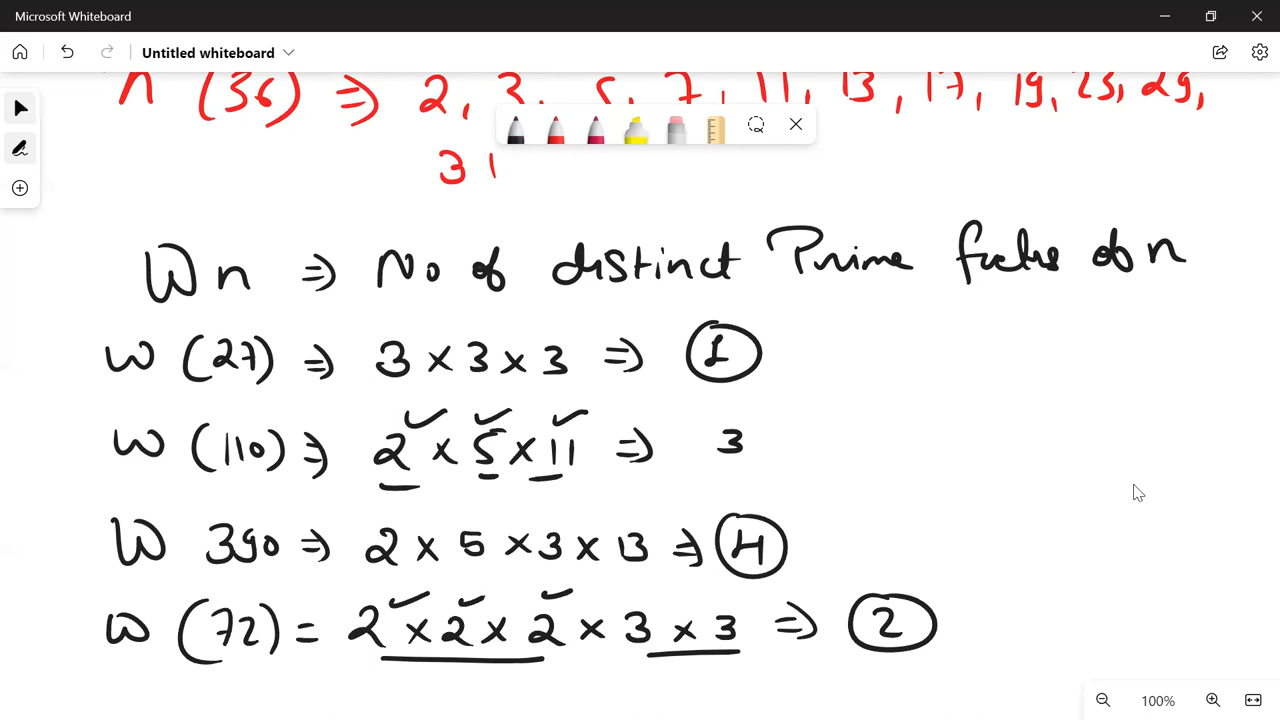 Microsoft Whiteboard
Untitled whiteboard
n (36) ⇒ 2, 3, 5, 7, 11, 13, 17, 19, 23, 29,
31
Wn ⇒ No of distinct Prime of n
W (27) ⇒ 3 × 3 × 3 ⇒ 1
W (110) ⇒ 2 × 5 × 11 ⇒ 3
W 390 ⇒ 2 × 5 × 3 × 13 ⇒ 4
W (72) = 2 × 2 × 2 × 3 × 3 ⇒ 2
100%